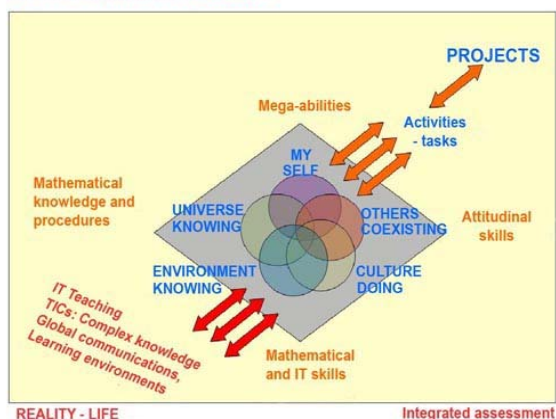 PROJECTS
Mega-abilities
Activities
- tasks
MY
SELF
Mathematical
knowledge and
procedures
UNIVERSE
KNOWING
OTHERS
COEXISTING
Attitudinal
skills
ENVIRONMENT
KNOWING
CULTURE
DOING
IT Teaching
TICs: Complex knowledge
Global communications,
Learning environments
Mathematical
and IT skills
REALITY - LIFE
Integrated assessment